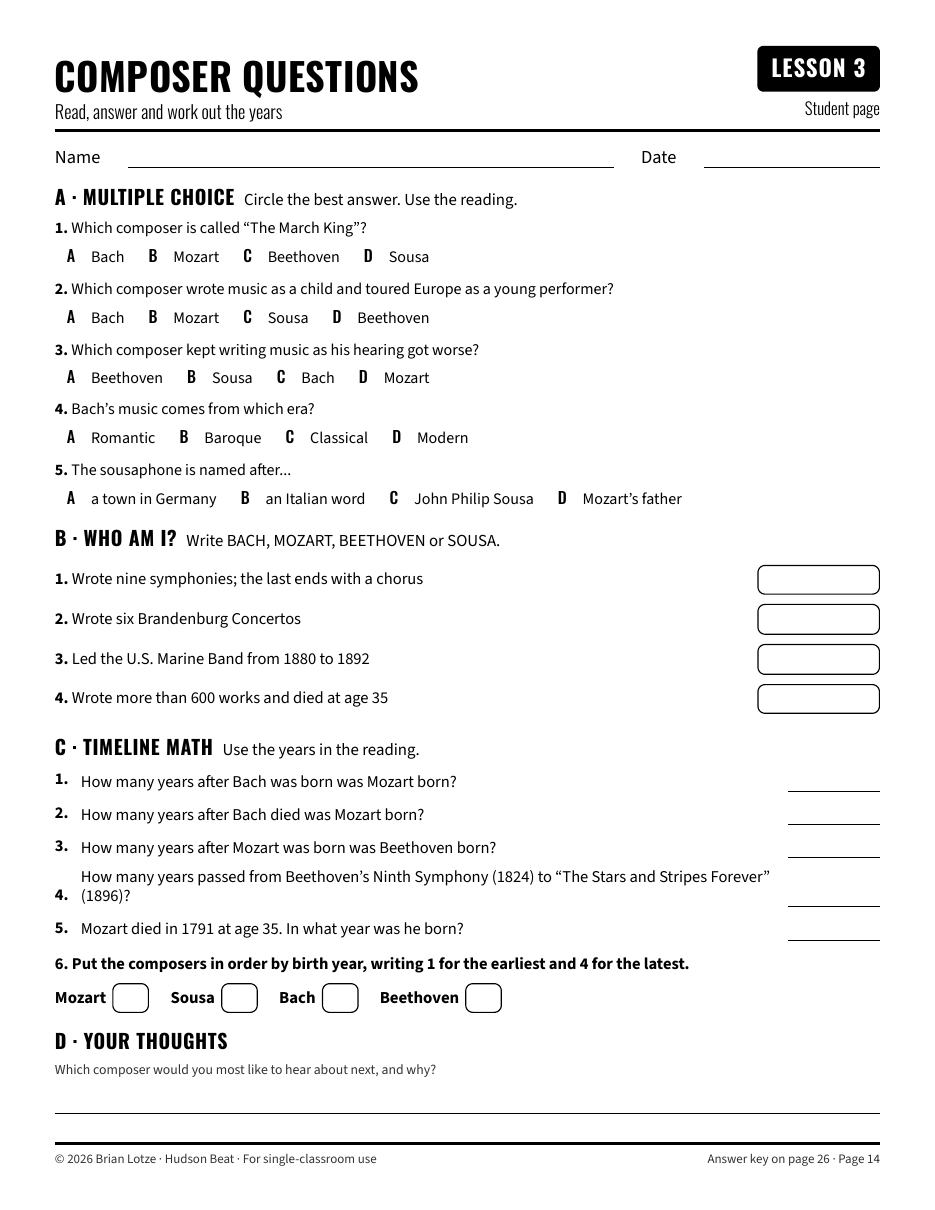 COMPOSER QUESTIONS
LESSON 3
Read, answer and work out the years
Student page
Name
Date
A · MULTIPLE CHOICE Circle the best answer. Use the reading.
1. Which composer is called “The March King”?
A Bach B Mozart C Beethoven D Sousa
2. Which composer wrote music as a child and toured Europe as a young performer?
A Bach B Mozart C Sousa D Beethoven
3. Which composer kept writing music as his hearing got worse?
A Beethoven B Sousa C Bach D Mozart
4. Bach’s music comes from which era?
A Romantic B Baroque C Classical D Modern
5. The sousaphone is named after...
A a town in Germany B an Italian word C John Philip Sousa D Mozart’s father
B · WHO AM I? Write BACH, MOZART, BEETHOVEN or SOUSA.
1. Wrote nine symphonies; the last ends with a chorus
2. Wrote six Brandenburg Concertos
3. Led the U.S. Marine Band from 1880 to 1892
4. Wrote more than 600 works and died at age 35
C · TIMELINE MATH Use the years in the reading.
1. How many years after Bach was born was Mozart born?
2. How many years after Bach died was Mozart born?
3. How many years after Mozart was born was Beethoven born?
How many years passed from Beethoven’s Ninth Symphony (1824) to “The Stars and Stripes Forever”
4. (1896)?
5. Mozart died in 1791 at age 35. In what year was he born?
6. Put the composers in order by birth year, writing 1 for the earliest and 4 for the latest.
Mozart Sousa Bach Beethoven
D · YOUR THOUGHTS
Which composer would you most like to hear about next, and why?
© 2026 Brian Lotze · Hudson Beat · For single-classroom use
Answer key on page 26 · Page 14